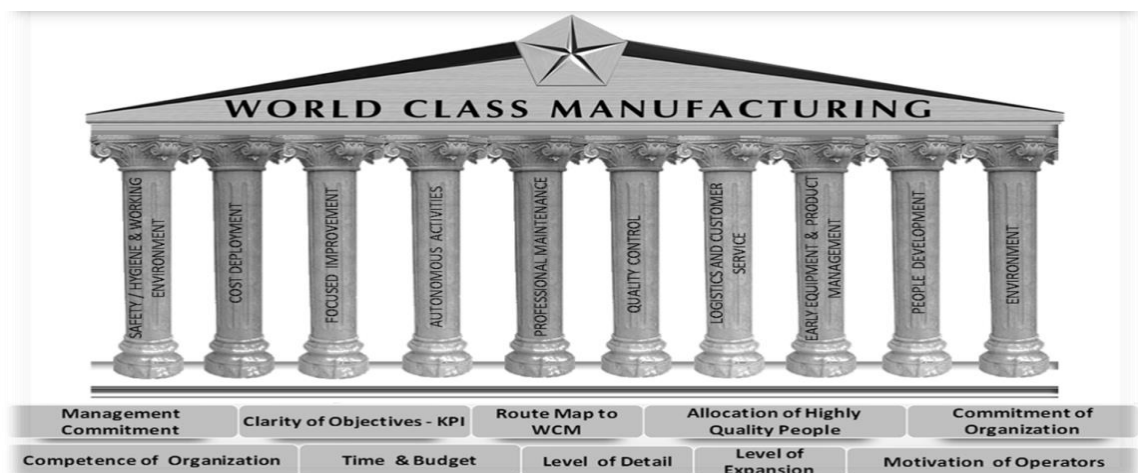 WORLD CLASS MANUFACTURING
SAFETY / HYGIENE & WORKING
ENVIRONMENT
COST DEPLOYMENT
FOCUSED IMPROVEMENT
AUTONOMOUS ACTIVITIES
PROFESSIONAL MAINTENANCE
QUALITY CONTROL
LOGISTICS AND CUSTOMER
SERVICE
EARLY EQUIPMENT & PRODUCT
MANAGEMENT
PEOPLE DEVELOPMENT
ENVIRONMENT
Management
Commitment
Clarity of Objectives - KPI
Route Map to
WCM
Allocation of Highly
Quality People
Commitment of
Organization
Competence of Organization
Time & Budget
Level of Detail
Level of
Expansion
Motivation of Operators